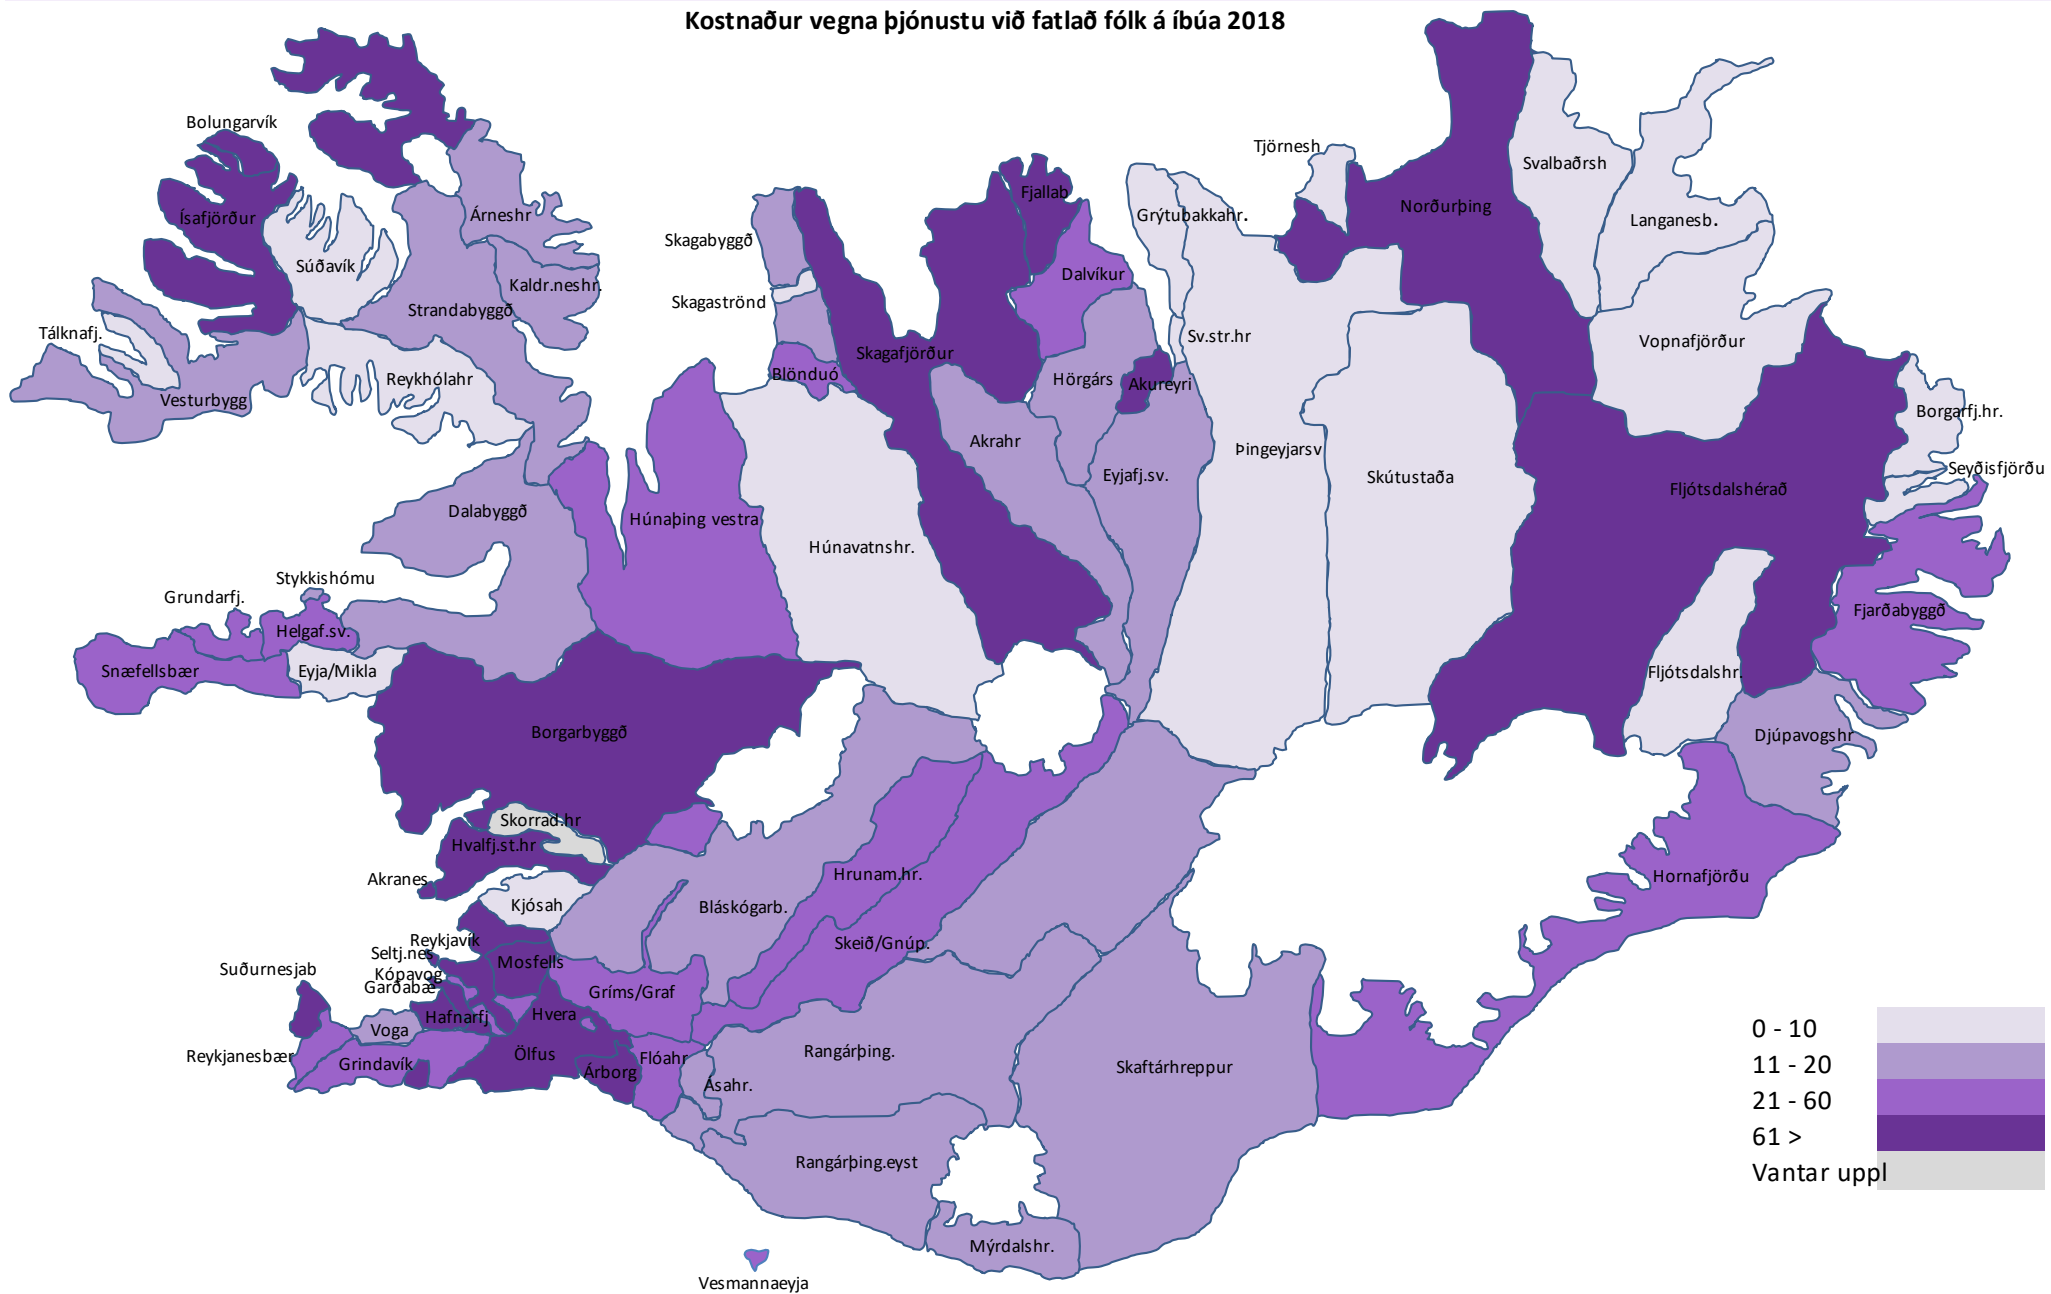 Kostnaður vegna þjónustu við fatlað fólk á íbúa 2018
Bolungarvík
Tjörnesh
Svalbaðrsh
Fjallab
Norðurþing
Ísafjörður
Árneshr
Grýtubakkahr.
Langanesb.
Skagabyggð
Súðavík
Dalvíkur
Kaldr.neshr.
Skagaströnd
Strandabyggð
Tálknafj.
Sv.str.hr
Vopnafjörður
Skagafjörður
Blönduó
Reykhólahr
Hörgárs
Akureyri
Vesturbygg
Borgarfj.hr.
Akrahr
Þingeyjarsv
Seyðisfjörðu
Eyjafj.sv.
Skútustaða
Fljótsdalshérað
Dalabyggð
Húnaþing vestra
Húnavatnshr.
Stykkishómu
Grundarfj.
Fjarðabyggð
Helgaf.sv.
Snæfellsbær
Eyja/Mikla
Fljótsdalshr.
Borgarbyggð
Djúpavogshr
Skorrad.hr
Hvalfj.st.hr
Akranes
Hrunam.hr.
Hornafjörðu
Kjósah
Bláskógarb.
Reykjavík
Skeið/Gnúp.
Seltj.nes
Mosfells
Suðurnesjab
Kópavog
Garðabæ
Gríms/Graf
Hafnarfj
Hvera
Voga
Reykjanesbær
Grindavík
Ölfus
Flóahr
Rangárþing.
Árborg
Ásahr.
Skaftárhreppur
Rangárþing.eyst
Mýrdalshr.
Vesmannaeyja
0 - 10
11 - 20
21 - 60
61 >
Vantar uppl